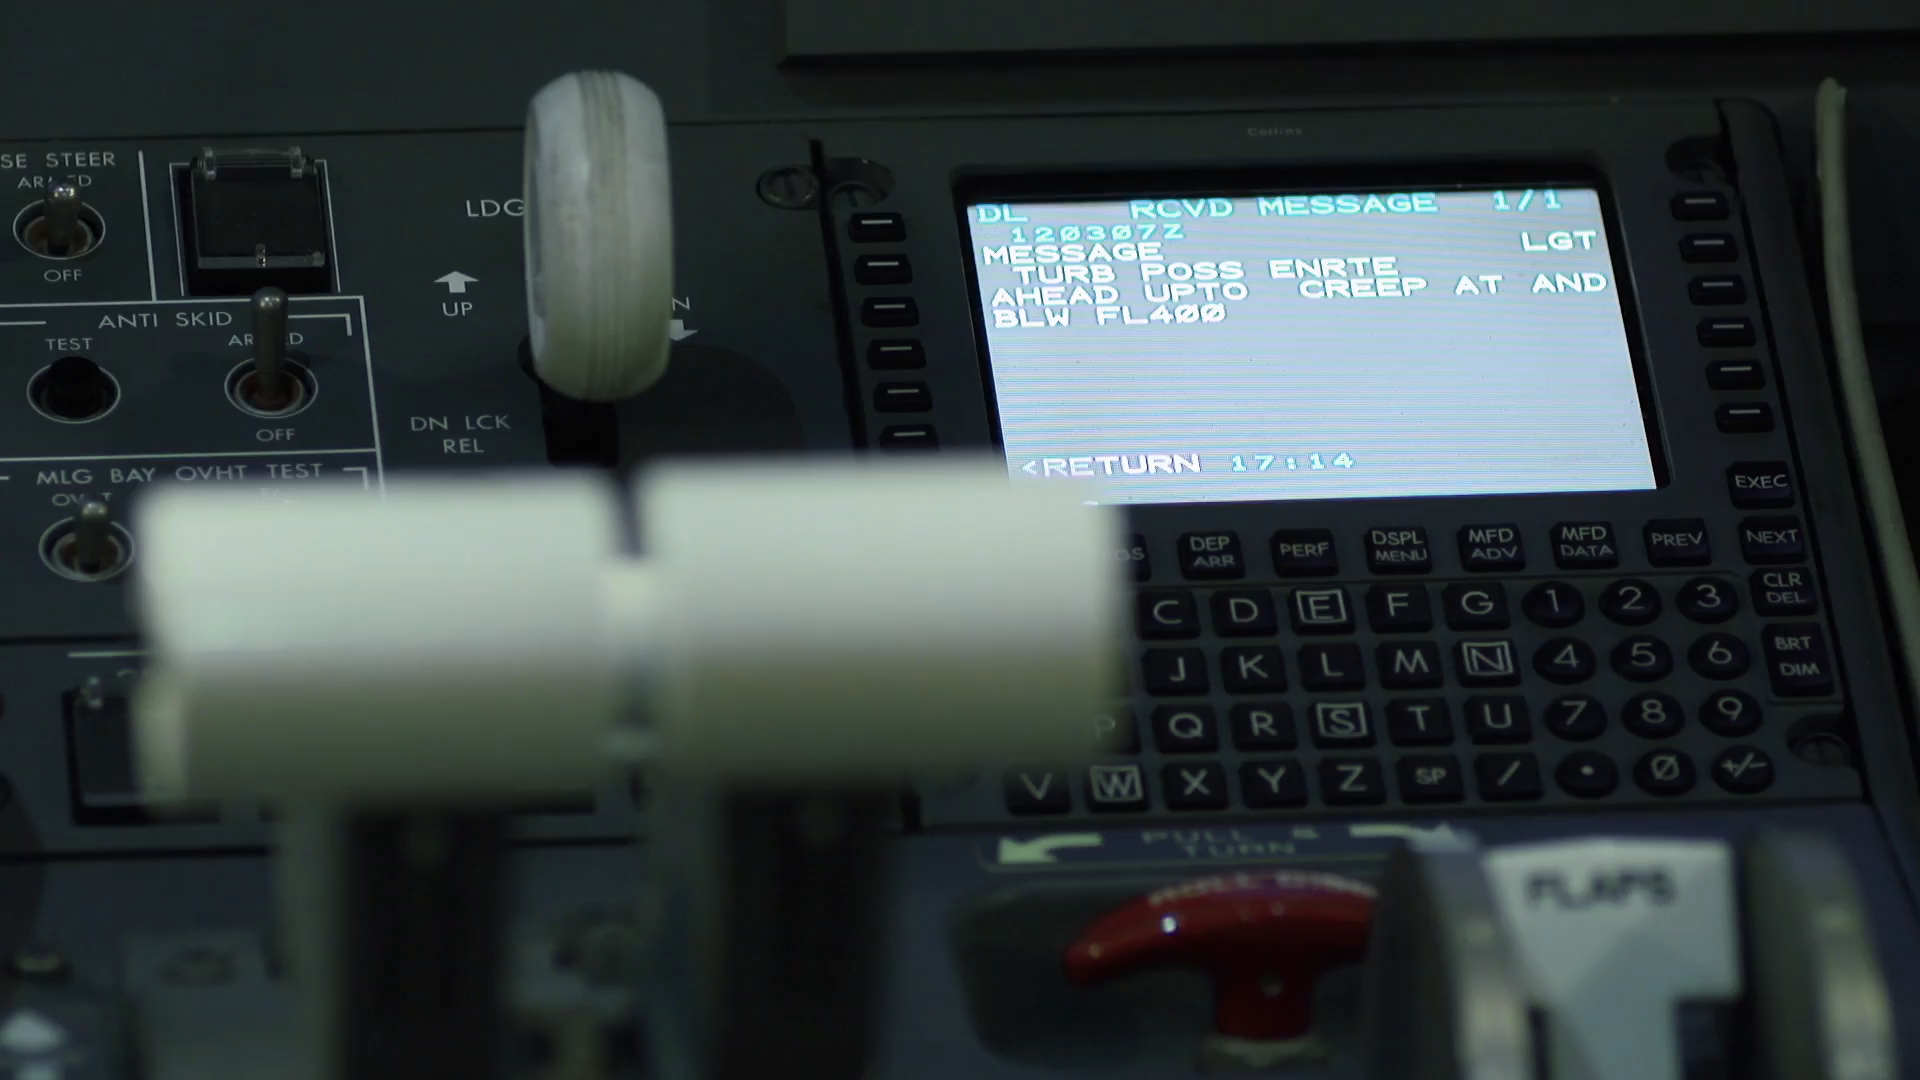 Collins
SE STEER
OFF
LDG
UP
ANTI SKID
TEST
OFF
DN LCK
REL
MLG BAY OVHT TEST
DL RCVD MESSAGE 1/1
120307Z
MESSAGE LGT
TURB POSS ENRTE
AHEAD UPTO CREEP AT AND
BLW FL400
<RETURN 17:14
EXEC
DEP
ARR
PERF
DSPL
MENU
MFD
ADV
MFD
DATA
PREV
NEXT
CLR
DEL
C D E F G 1 2 3
J K L M N 4 5 6
BRT
DIM
P Q R S T U 7 8 9
V W X Y Z SP / . 0 +/-
PULL &
TURN
FLAPS